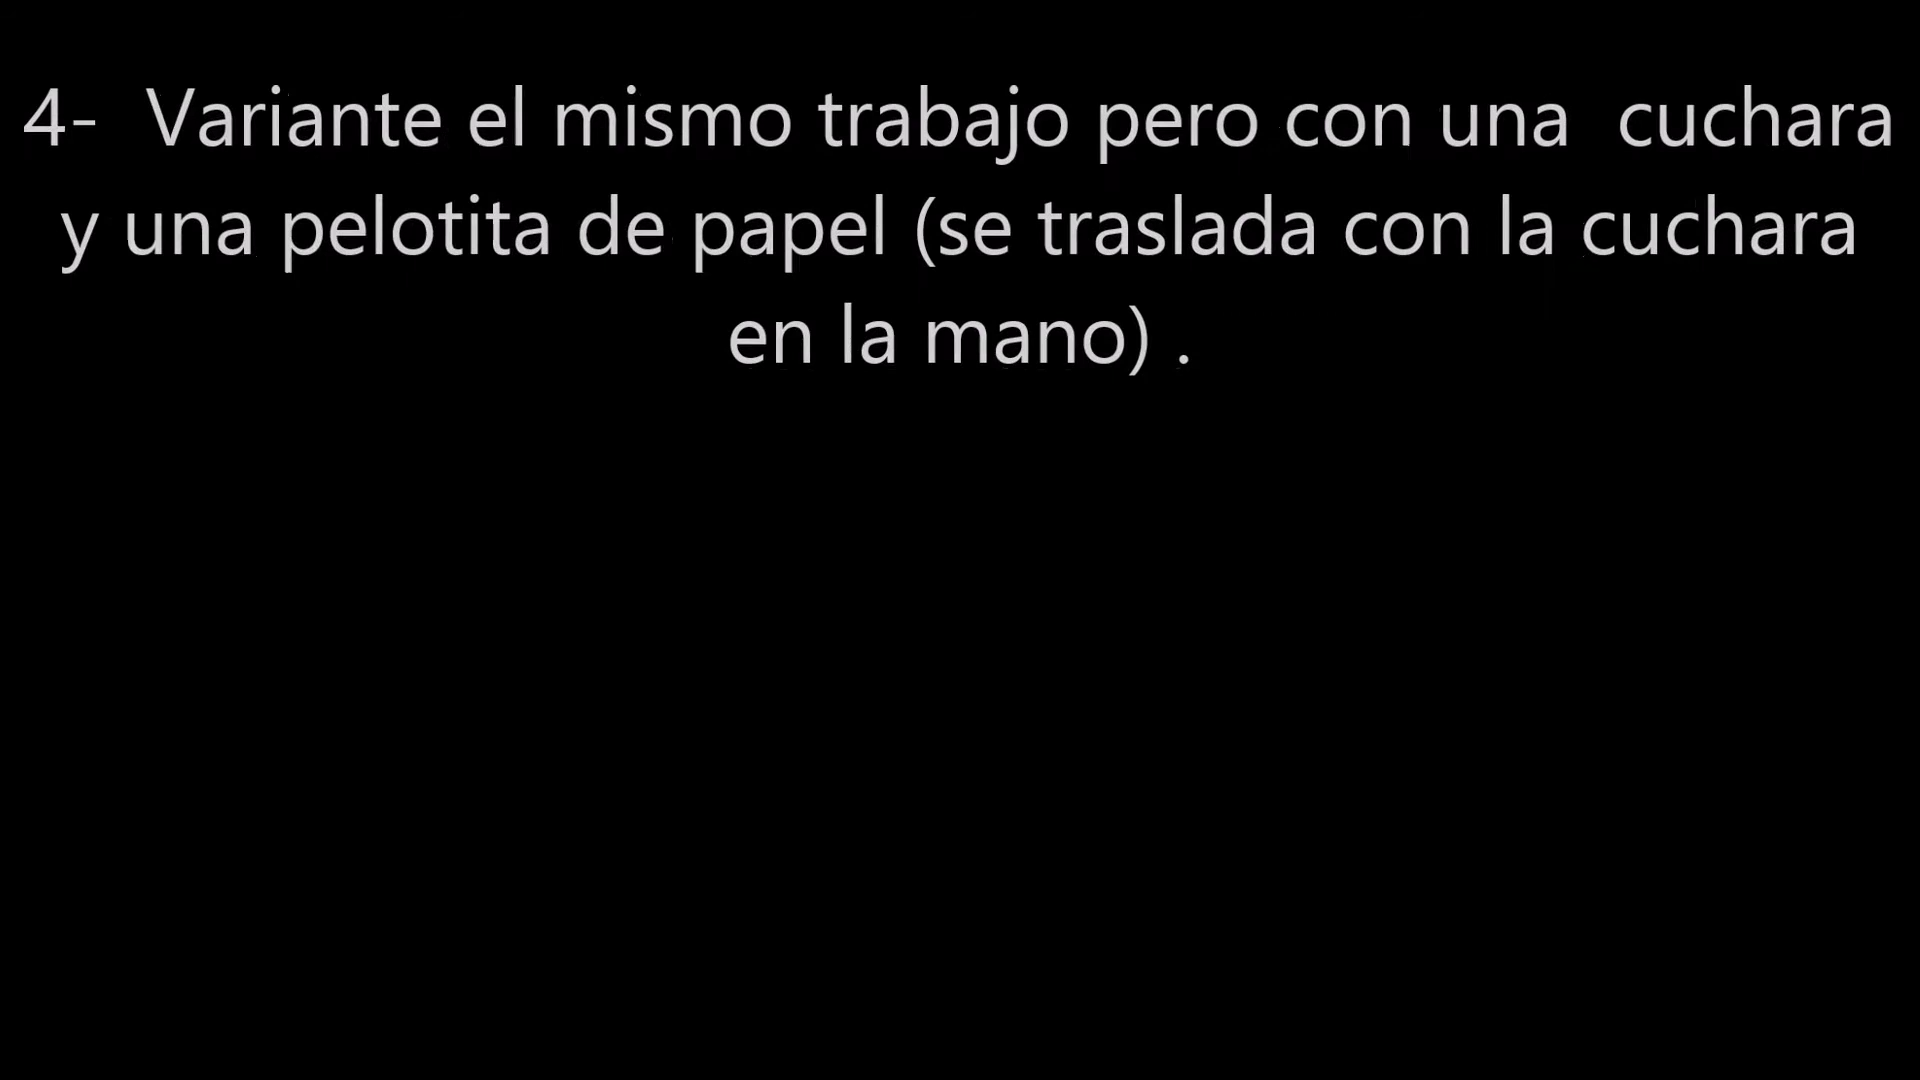 4-  Variante el mismo trabajo pero con una  cuchara
y una pelotita de papel (se traslada con la cuchara
en la mano) .